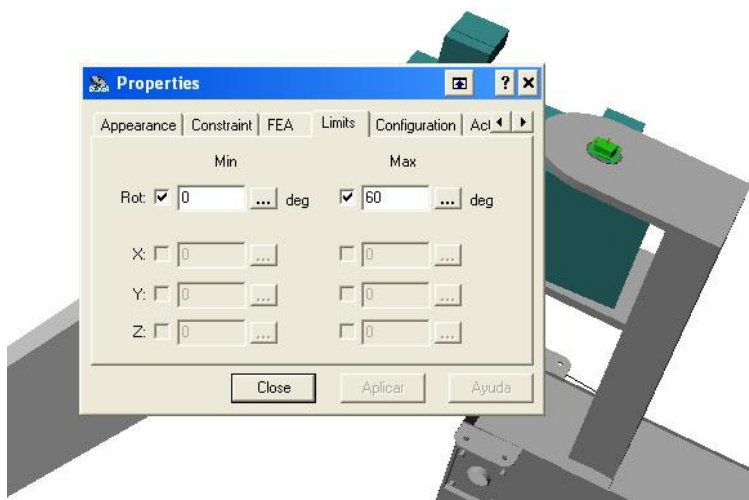 Properties
Appearance Constraint FEA Limits Configuration
Min Max
Rot: 0 ... deg 60 ... deg
X: 0 ... 0 ...
Y: 0 ... 0 ...
Z: 0 ... 0 ...
Close Aplicar Ayuda